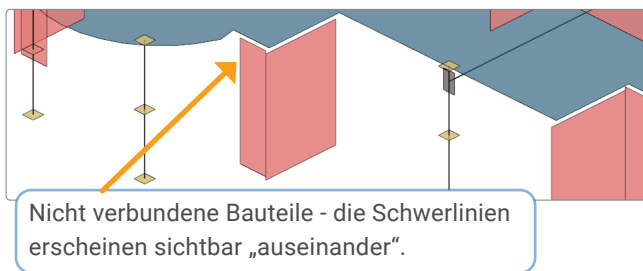 Nicht verbundene Bauteile - die Schwerlinien
erscheinen sichtbar „auseinander“.